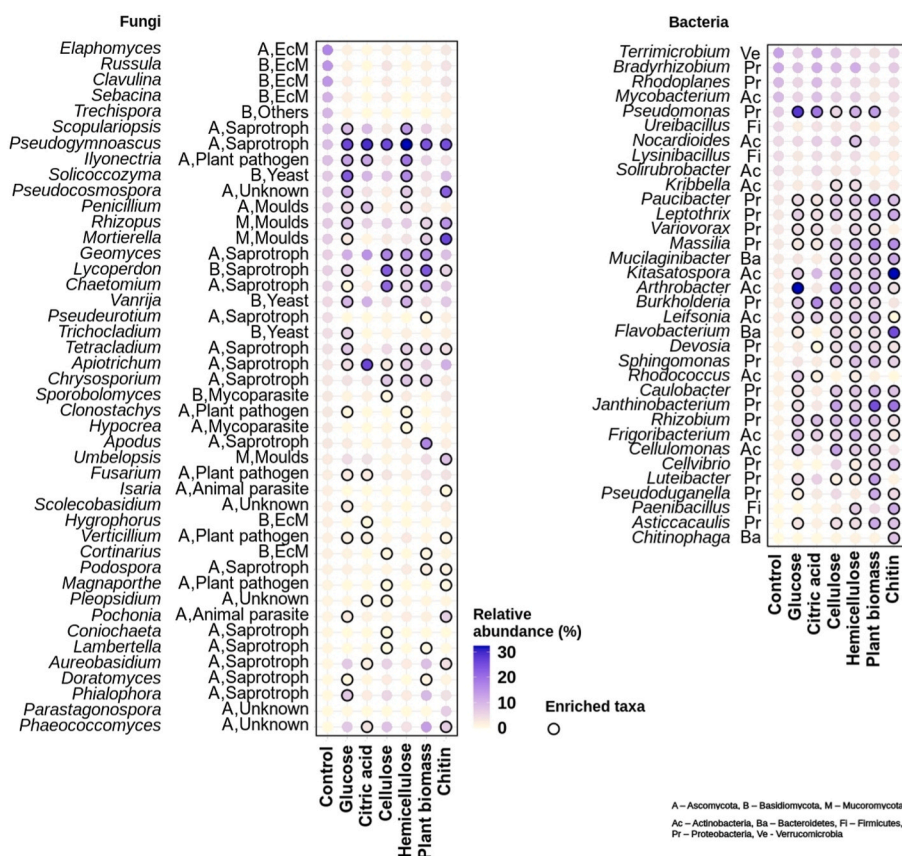 Fungi
Elaphomyces A,EcM
Russula B,EcM
Clavulina B,EcM
Sebacina B,EcM
Trechispora B,Others
Scopulariopsis A,Saprotroph
Pseudogymnoascus A,Saprotroph
Ilyonectria A,Plant pathogen
Solicoccozyma B,Yeast
Pseudocosmospora A,Unknown
Penicillium A,Moulds
Rhizopus M,Moulds
Mortierella M,Moulds
Geomyces A,Saprotroph
Lycoperdon B,Saprotroph
Chaetomium A,Saprotroph
Vanrija B,Yeast
Pseudeurotium A,Saprotroph
Trichocladium B,Yeast
Tetracladium A,Saprotroph
Apiotrichum A,Saprotroph
Chrysosporium A,Saprotroph
Sporobolomyces B,Mycoparasite
Clonostachys A,Plant pathogen
Hypocrea A,Mycoparasite
Apodus A,Saprotroph
Umbelopsis M,Moulds
Fusarium A,Plant pathogen
Isaria A,Animal parasite
Scolecobasidium A,Unknown
Hygrophorus B,EcM
Verticillium A,Plant pathogen
Cortinarius B,EcM
Podospora A,Saprotroph
Magnaporthe A,Plant pathogen
Pleopsidium A,Unknown
Pochonia A,Animal parasite
Coniochaeta A,Saprotroph
Lambertella A,Saprotroph
Aureobasidium A,Saprotroph
Doratomyces A,Saprotroph
Phialophora A,Saprotroph
Parastagonospora A,Unknown
Phaeococcomyces A,Unknown
Control
Glucose
Citric acid
Cellulose
Hemicellulose
Plant biomass
Chitin
Bacteria
Terrimicrobium Ve
Bradyrhizobium Pr
Rhodoplanes Pr
Mycobacterium Ac
Pseudomonas Pr
Ureibacillus Fi
Nocardioides Ac
Lysinibacillus Fi
Solirubrobacter Ac
Kribbella Ac
Paucibacter Pr
Leptothrix Pr
Variovorax Pr
Massilia Pr
Mucilaginibacter Ba
Kitasatospora Ac
Arthrobacter Ac
Burkholderia Pr
Leifsonia Ac
Flavobacterium Ba
Devosia Pr
Sphingomonas Pr
Rhodococcus Ac
Caulobacter Pr
Janthinobacterium Pr
Rhizobium Pr
Frigoribacterium Ac
Cellulomonas Ac
Cellvibrio Pr
Luteibacter Pr
Pseudoduganella Pr
Paenibacillus Fi
Asticcacaulis Pr
Chitinophaga Ba
Control
Glucose
Citric acid
Cellulose
Hemicellulose
Plant biomass
Chitin
Relative
abundance (%)
30
20
10
0
Enriched taxa
A – Ascomycota, B – Basidiomycota, M – Mucoromycota
Ac – Actinobacteria, Ba – Bacteroidetes, Fi – Firmicutes,
Pr – Proteobacteria, Ve - Verrucomicrobia